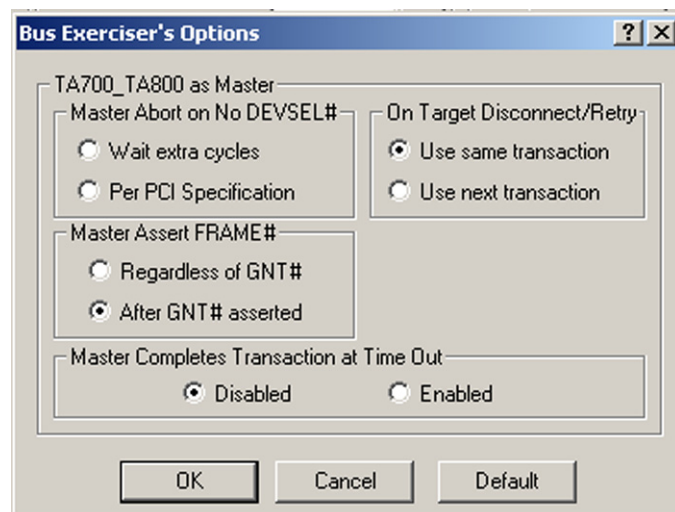 Bus Exerciser's Options
TA700_TA800 as Master
Master Abort on No DEVSEL#
Wait extra cycles
Per PCI Specification
On Target Disconnect/Retry
Use same transaction
Use next transaction
Master Assert FRAME#
Regardless of GNT#
After GNT# asserted
Master Completes Transaction at Time Out
Disabled
Enabled
OK
Cancel
Default